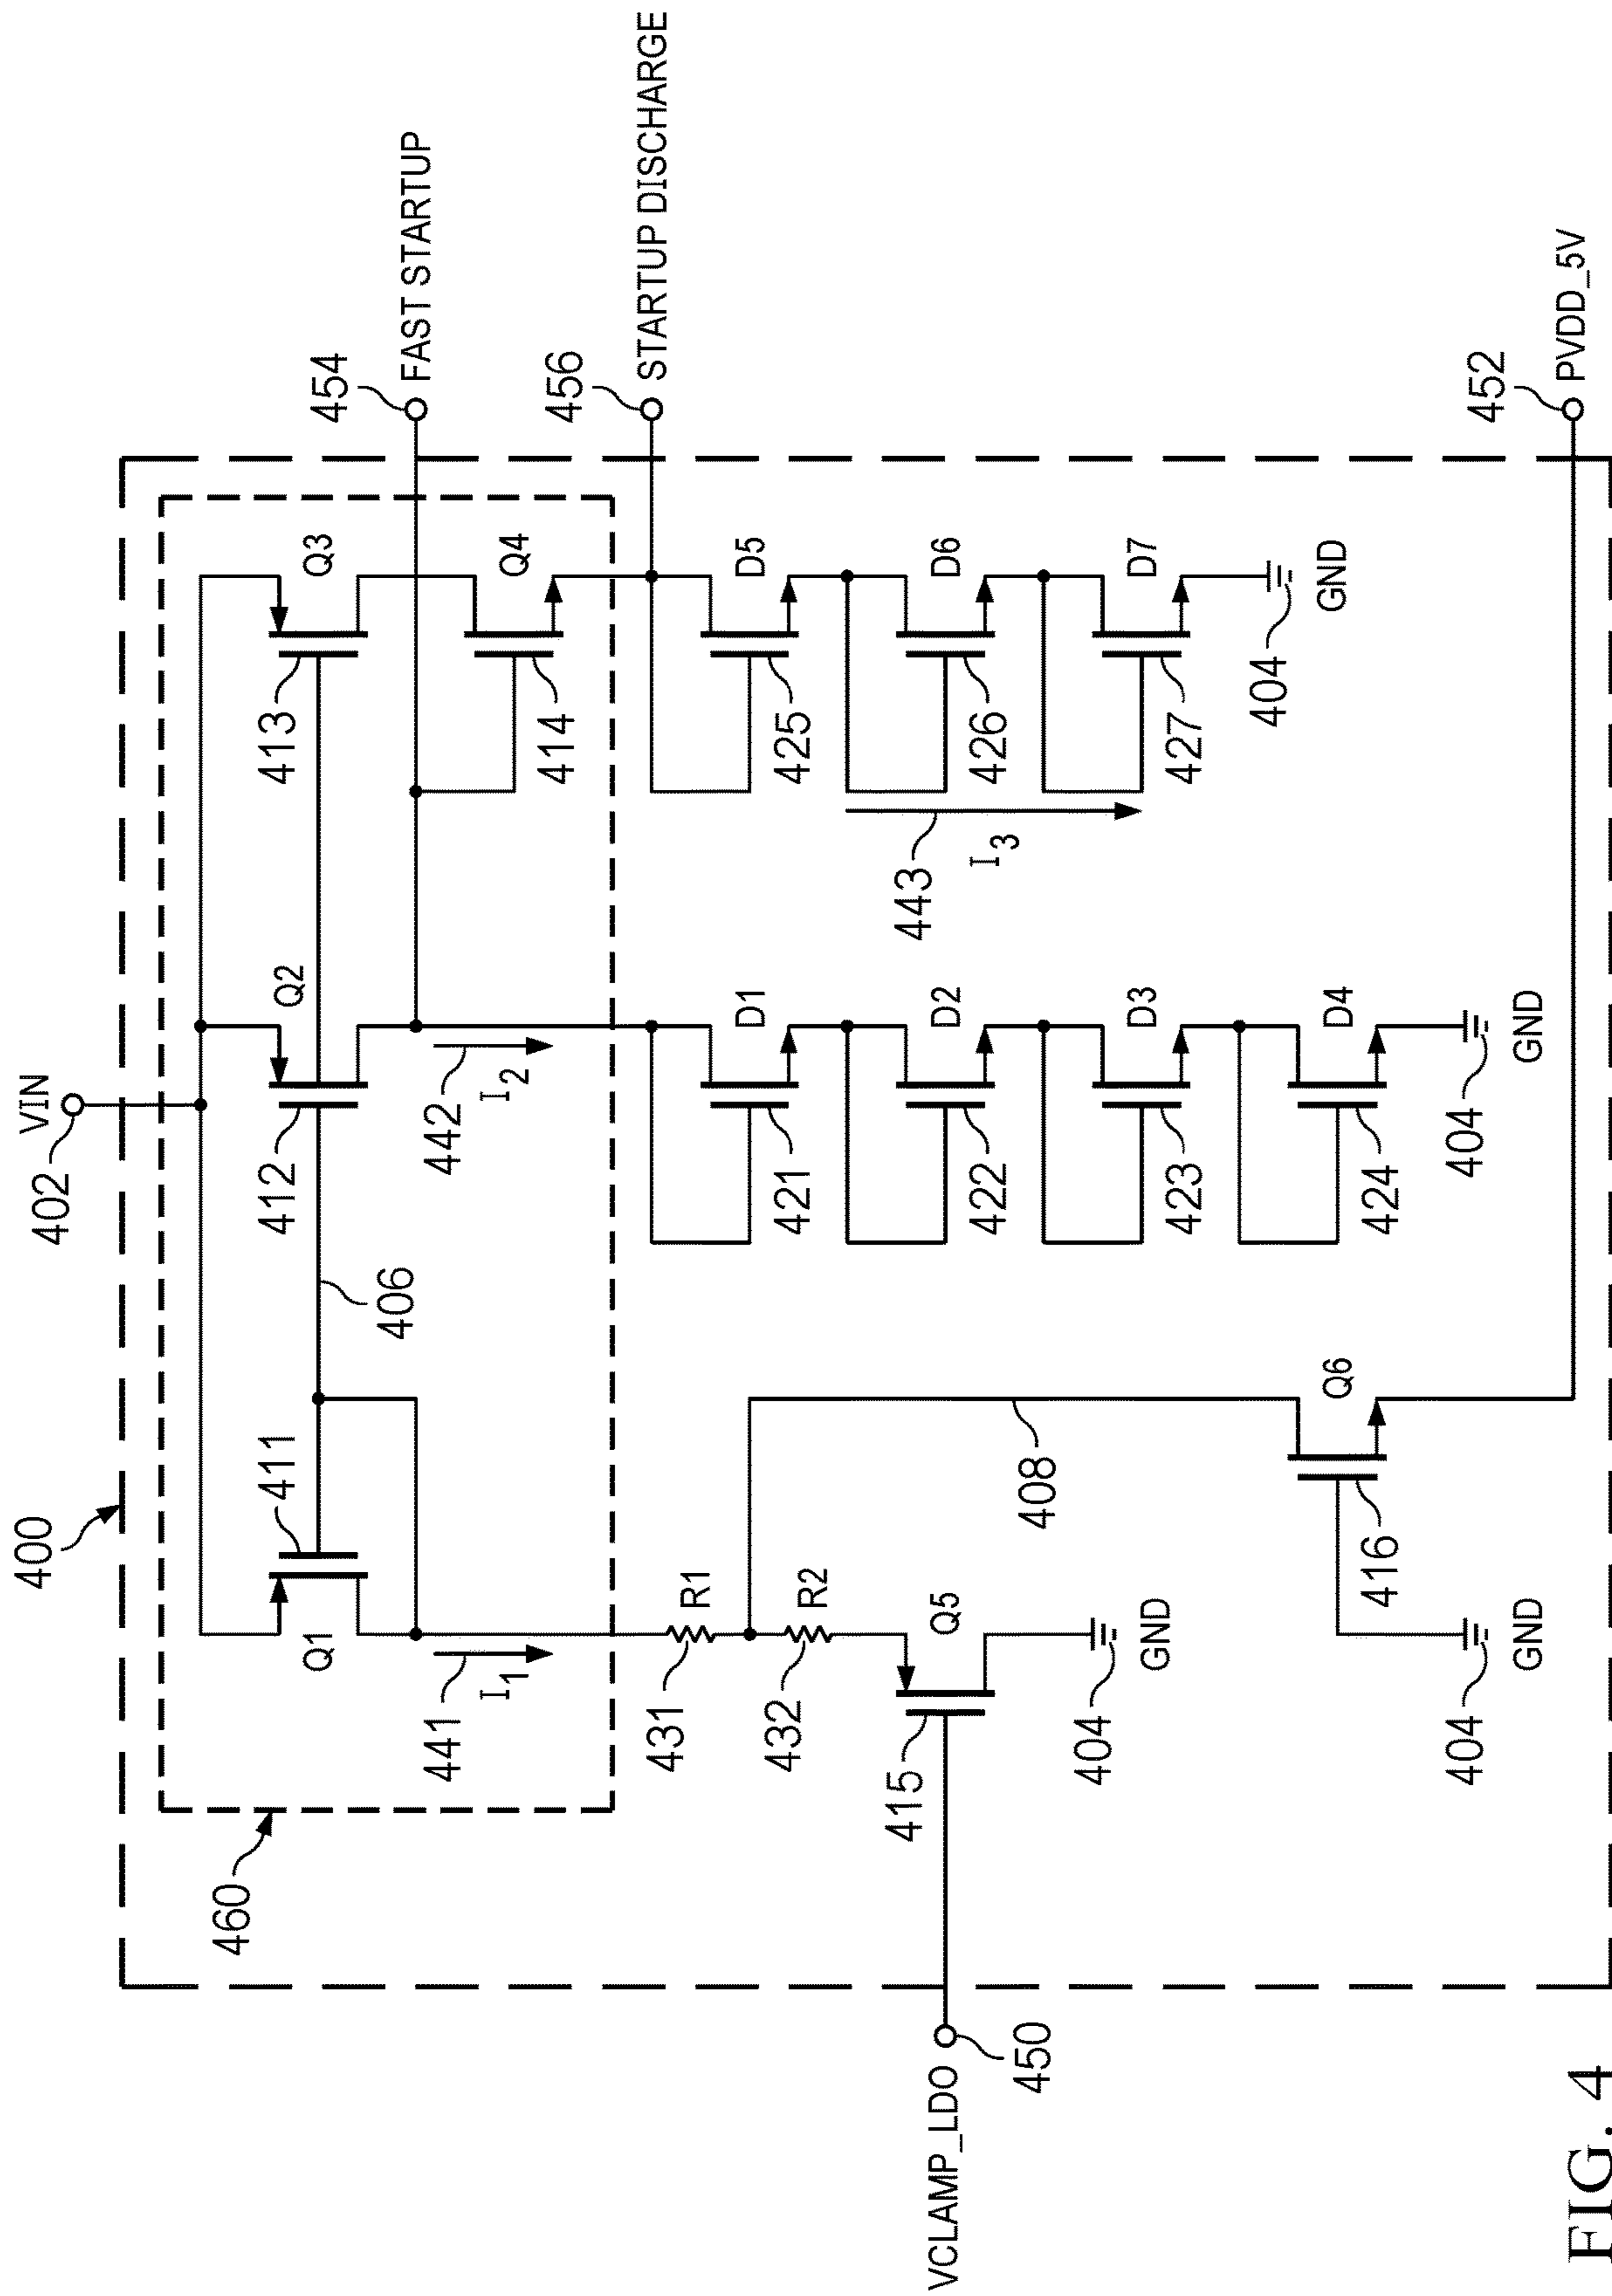 400
402
VIN
460
411
Q1
412
Q2
413
Q3
454
FAST STARTUP
406
441
I1
442
I2
414
Q4
456
STARTUP DISCHARGE
431
R1
432
R2
421
D1
425
D5
VCLAMP_LDO
450
415
Q5
404
GND
408
422
D2
443
I3
426
D6
423
D3
427
D7
404
GND
416
Q6
424
D4
404
GND
404
GND
452
PVDD_5V
FIG. 4